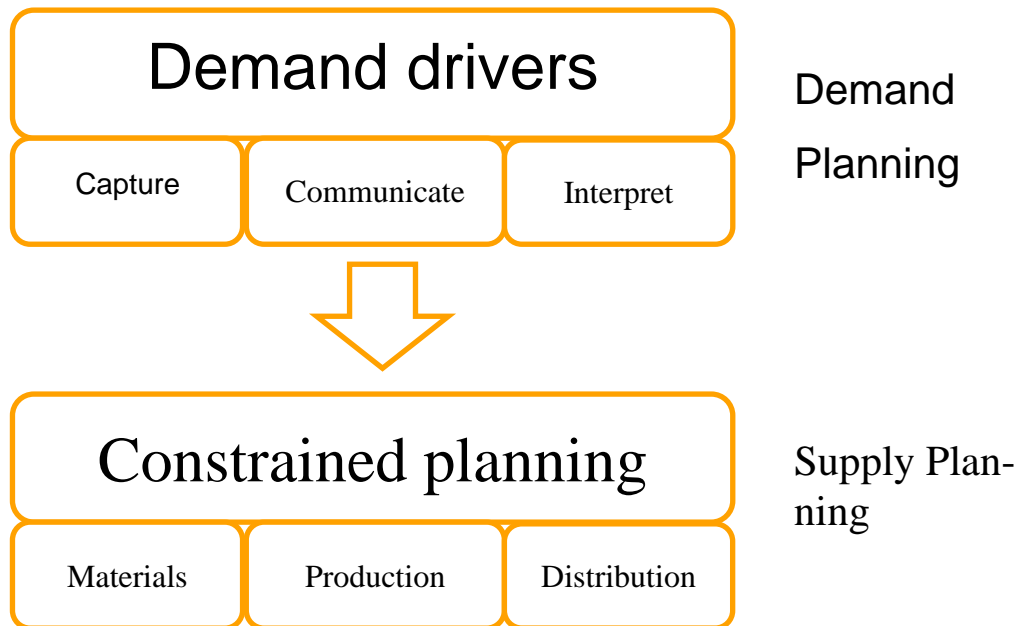 Demand drivers
Demand
Planning
Capture
Communicate
Interpret
Constrained planning
Supply Plan-
ning
Materials
Production
Distribution